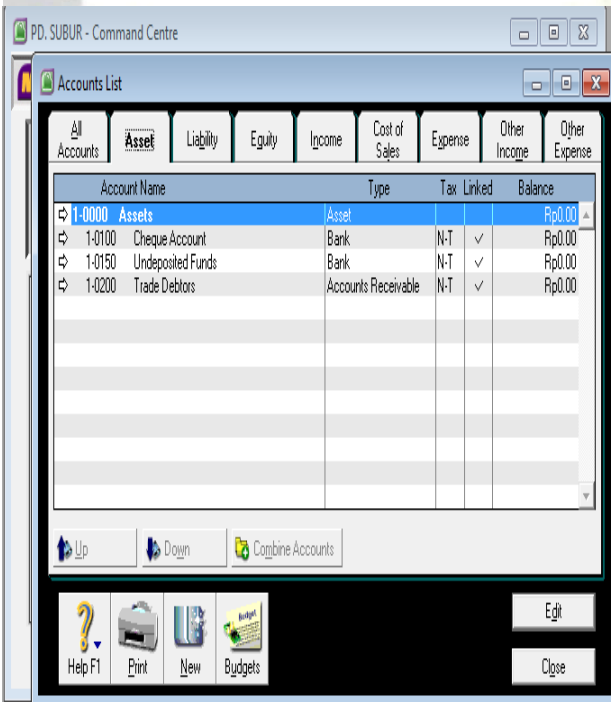 PD. SUBUR - Command Centre
Accounts List
All Accounts
Asset
Liability
Equity
Income
Cost of Sales
Expense
Other Income
Other Expense
Account Name Type Tax Linked Balance
1-0000 Assets Asset Rp0.00
1-0100 Cheque Account Bank N-T Rp0.00
1-0150 Undeposited Funds Bank N-T Rp0.00
1-0200 Trade Debtors Accounts Receivable N-T Rp0.00
Up Down Combine Accounts
Budget
Edit
Help F1 Print New Budgets
Close